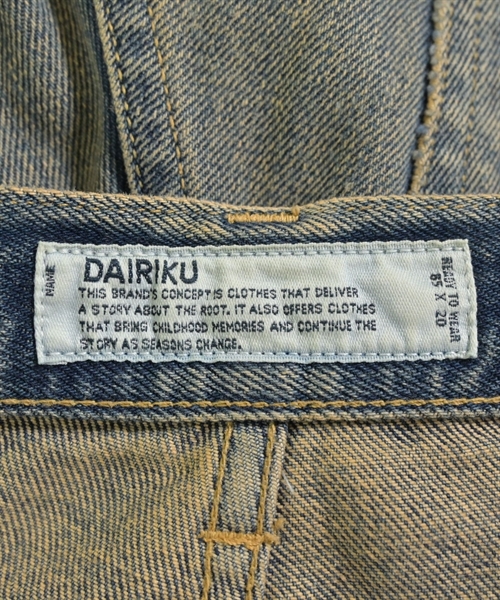 NAME
DAIRIKU
THIS BRAND'S CONCEPT IS CLOTHES THAT DELIVER
A STORY ABOUT THE ROOT. IT ALSO OFFERS CLOTHES
THAT BRING CHILDHOOD MEMORIES AND CONTINUE THE
STORY AS SEASONS CHANGE.
READY TO WEAR
85 X 20